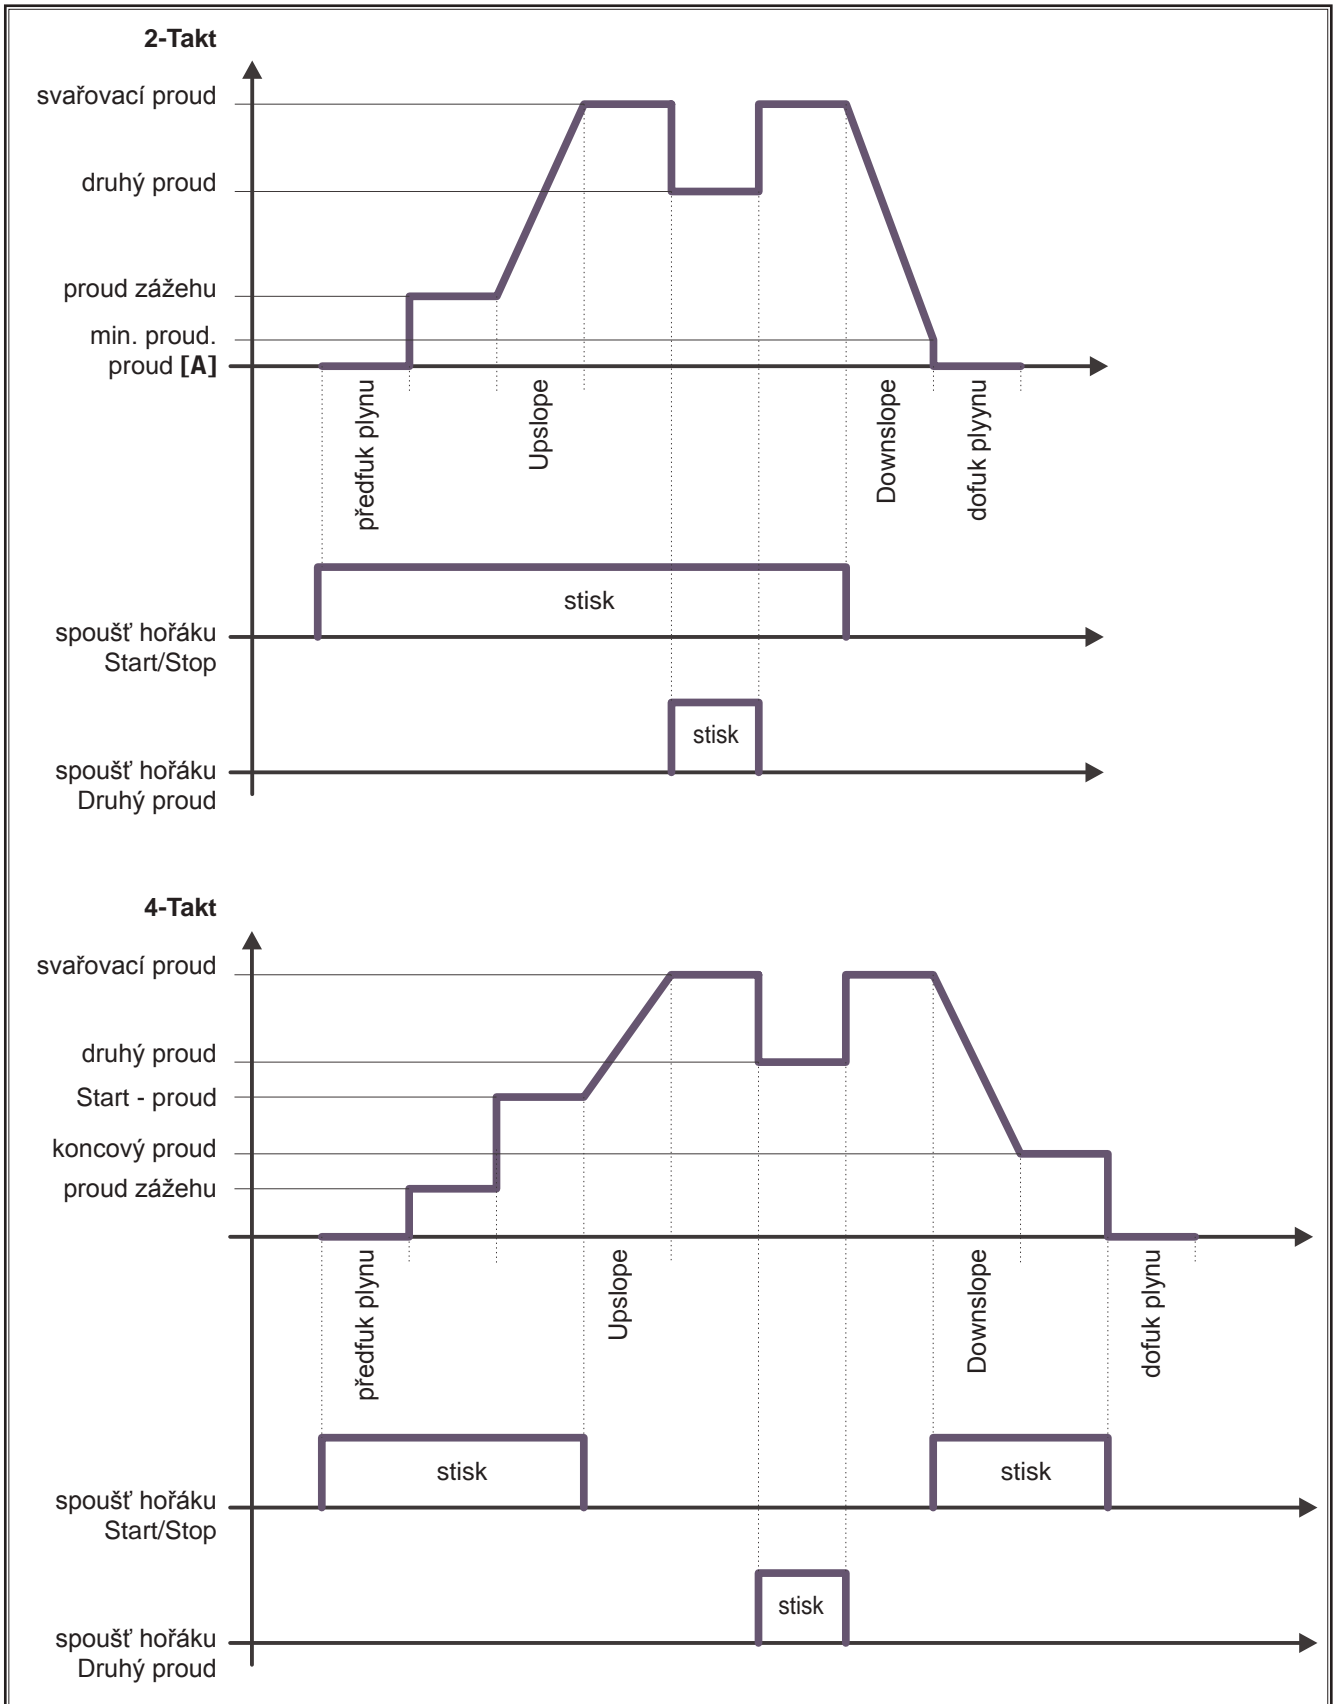 2-Takt
svařovací proud
druhý proud
proud zážehu
min. proud.
proud [A]
předfuk plynu
Upslope
Downslope
dofuk plyynu
stisk
spoušť hořáku
Start/Stop
stisk
spoušť hořáku
Druhý proud
4-Takt
svařovací proud
druhý proud
Start - proud
koncový proud
proud zážehu
předfuk plynu
Upslope
Downslope
dofuk plynu
stisk
stisk
spoušť hořáku
Start/Stop
stisk
spoušť hořáku
Druhý proud